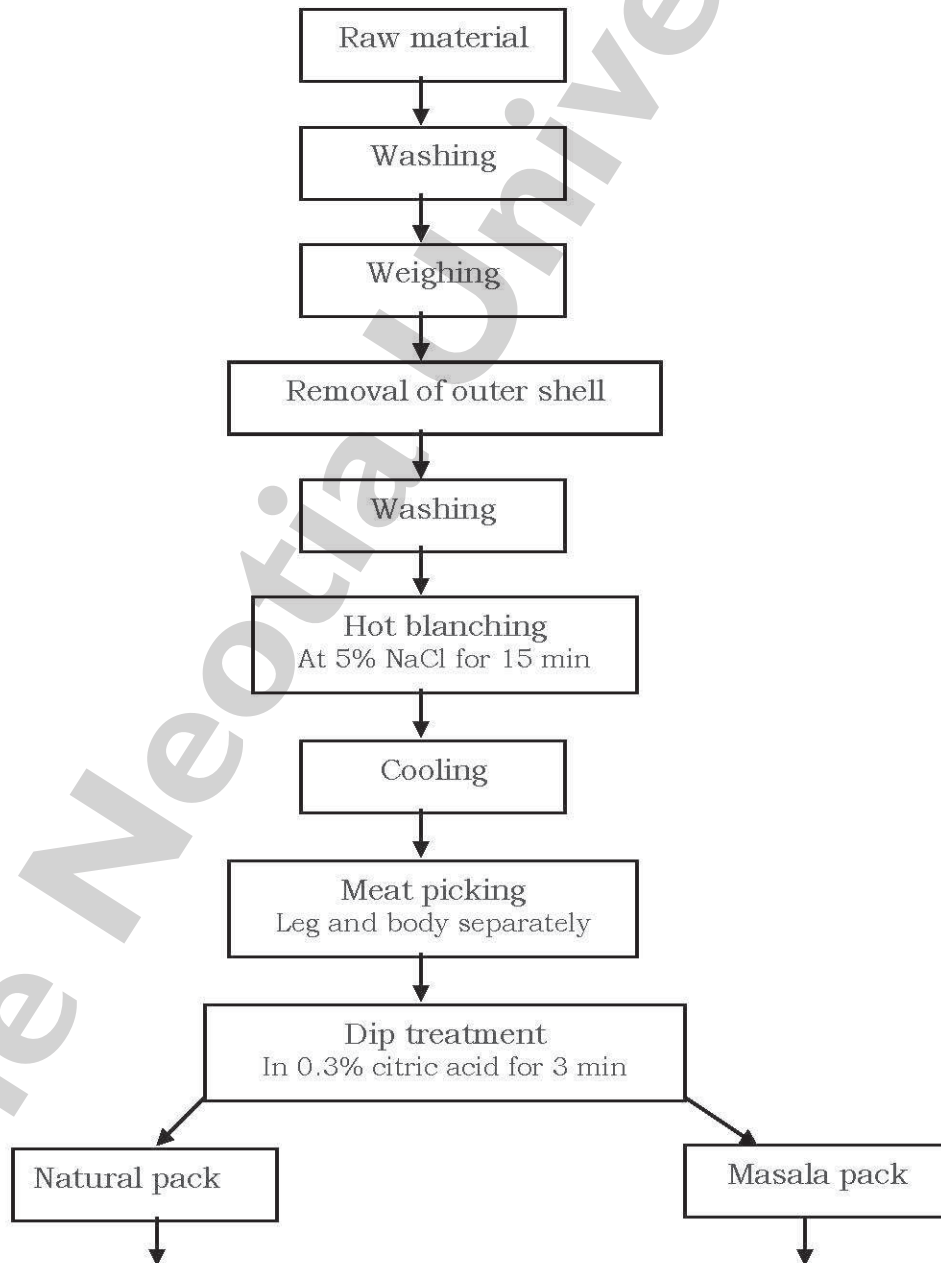 Raw material
Washing
Weighing
Removal of outer shell
Washing
Hot blanching
At 5% NaCl for 15 min
Cooling
Meat picking
Leg and body separately
Dip treatment
In 0.3% citric acid for 3 min
Natural pack
Masala pack